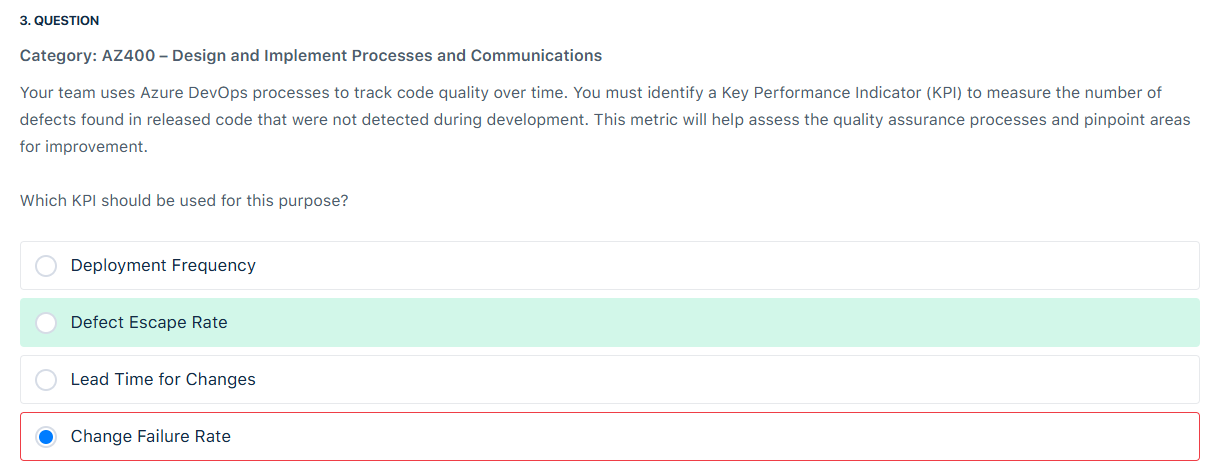 3. QUESTION
Category: AZ400 – Design and Implement Processes and Communications
Your team uses Azure DevOps processes to track code quality over time. You must identify a Key Performance Indicator (KPI) to measure the number of
defects found in released code that were not detected during development. This metric will help assess the quality assurance processes and pinpoint areas
for improvement.
Which KPI should be used for this purpose?
Deployment Frequency
Defect Escape Rate
Lead Time for Changes
Change Failure Rate